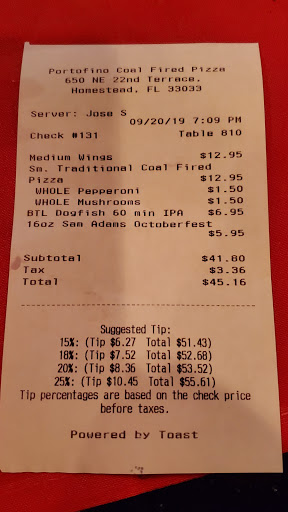 Portofino Coal Fired Pizza
650 NE 22nd Terrace.
Homestead, FL 33033
Server: Jose S
09/20/19 7:09 PM
Check #131 Table 810
Medium Wings $12.95
Sm. Traditional Coal Fired
Pizza $12.95
WHOLE Pepperoni $1.50
WHOLE Mushrooms $1.50
BTL Dogfish 60 min IPA $6.95
16oz Sam Adams Octoberfest
$5.95
Subtotal $41.80
Tax $3.36
Total $45.16
Suggested Tip:
15%: (Tip $6.27 Total $51.43)
18%: (Tip $7.52 Total $52.68)
20%: (Tip $8.36 Total $53.52)
25%: (Tip $10.45 Total $55.61)
Tip percentages are based on the check price
before taxes.
Powered by Toast